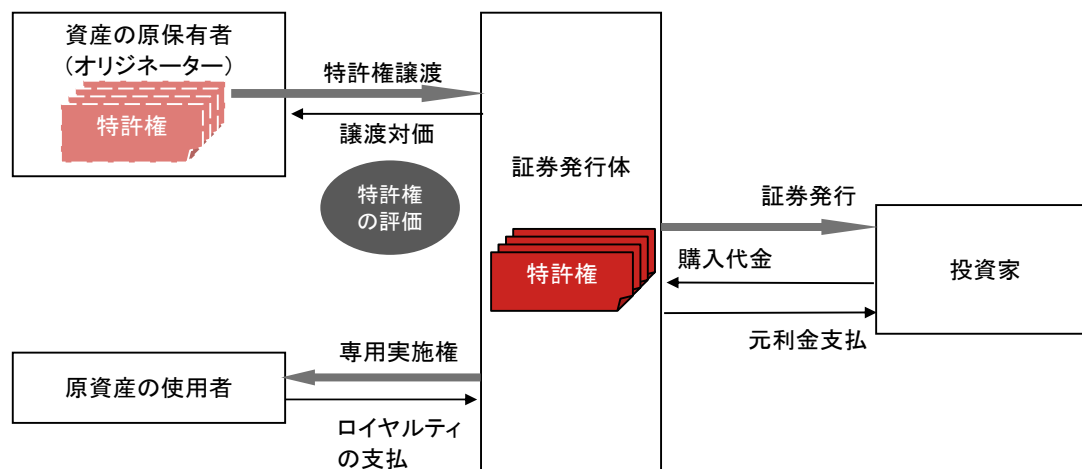 資産の原保有者
(オリジネーター)
特許権
特許権譲渡
譲渡対価
特許権
の評価
証券発行体
特許権
証券発行
購入代金
元利金支払
投資家
専用実施権
原資産の使用者
ロイヤルティ
の支払